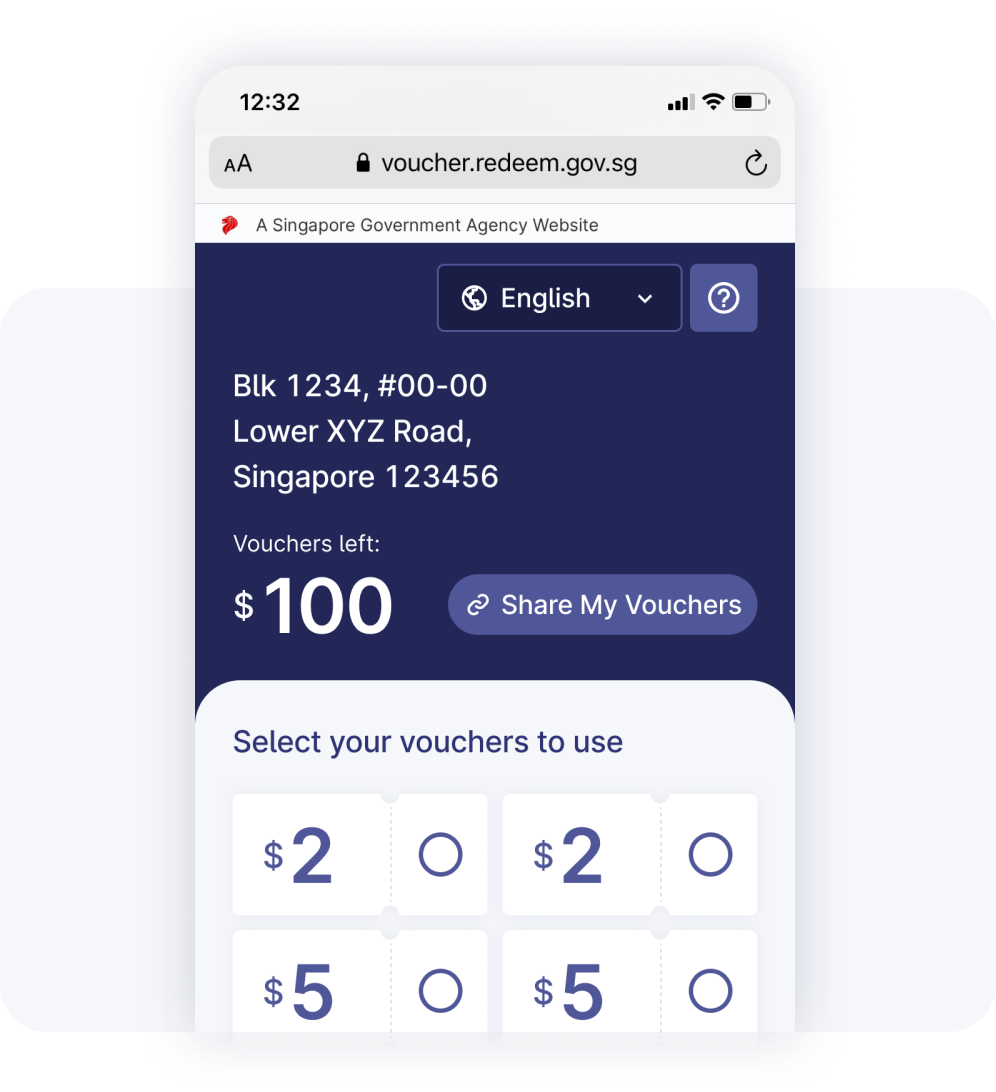 12:32
AA voucher.redeem.gov.sg
A Singapore Government Agency Website
English
Blk 1234, #00-00
Lower XYZ Road,
Singapore 123456
Vouchers left:
$100
Share My Vouchers
Select your vouchers to use
$2 $2
$5 $5